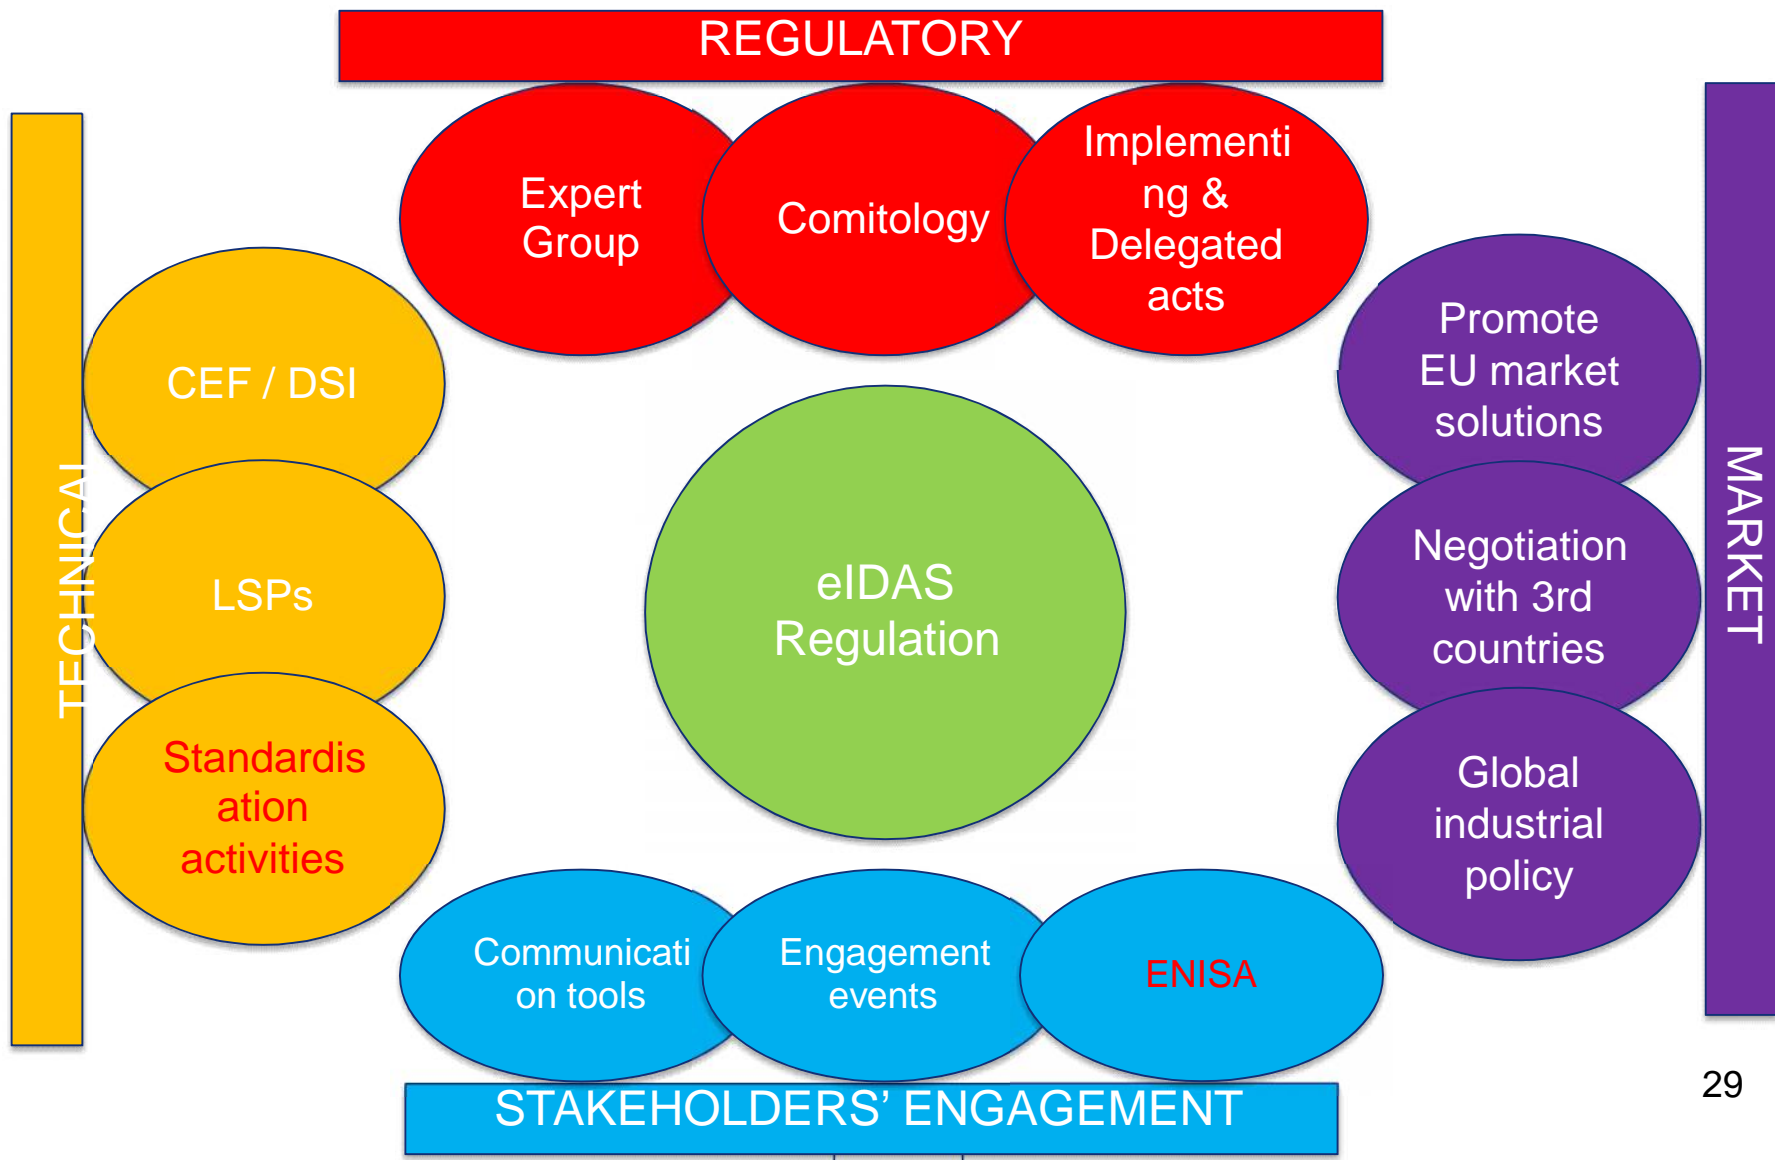 REGULATORY
Expert
Group
Comitology
Implementi
ng &
Delegated
acts
TECHNICAL
CEF / DSI
LSPs
Standardis
ation
activities
eIDAS
Regulation
Promote
EU market
solutions
Negotiation
with 3rd
countries
Global
industrial
policy
MARKET
Communicati
on tools
Engagement
events
ENISA
STAKEHOLDERS’ ENGAGEMENT
29